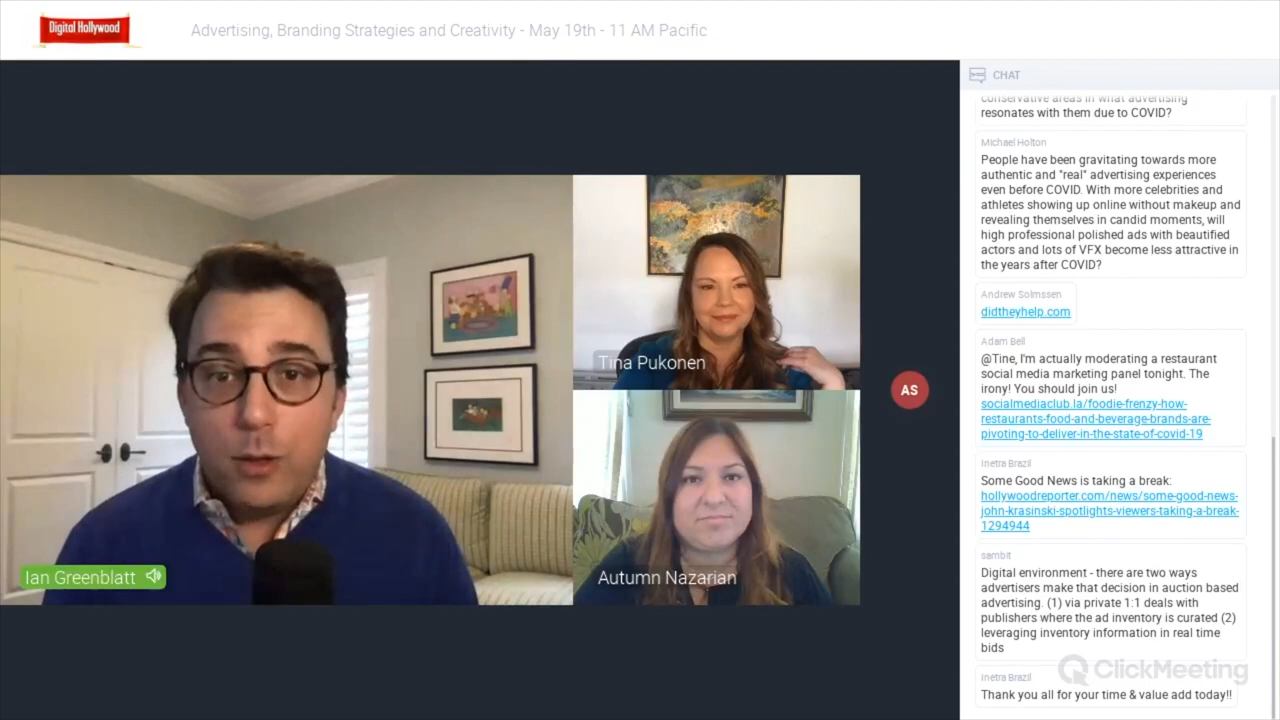 Digital Hollywood
Advertising, Branding Strategies and Creativity - May 19th - 11 AM Pacific
CHAT
conservative areas in what advertising
resonates with them due to COVID?
Michael Holton
People have been gravitating towards more
authentic and "real" advertising experiences
even before COVID. With more celebrities and
athletes showing up online without makeup and
revealing themselves in candid moments, will
high professional polished ads with beautified
actors and lots of VFX become less attractive in
the years after COVID?
Andrew Solmssen
didtheyhelp.com
Adam Bell
@Tine, I'm actually moderating a restaurant
social media marketing panel tonight. The
irony! You should join us!
socialmediaclub.la/foodie-frenzy-how-
restaurants-food-and-beverage-brands-are-
pivoting-to-deliver-in-the-state-of-covid-19
Inetra Brazil
Some Good News is taking a break:
hollywoodreporter.com/news/some-good-news-
john-krasinski-spotlights-viewers-taking-a-break-
1294944
sambit
Digital environment - there are two ways
advertisers make that decision in auction based
advertising. (1) via private 1:1 deals with
publishers where the ad inventory is curated (2)
leveraging inventory information in real time
bids
Inetra Brazil
Thank you all for your time & value add today!!
ClickMeeting
Tina Pukonen
AS
Ian Greenblatt
Autumn Nazarian